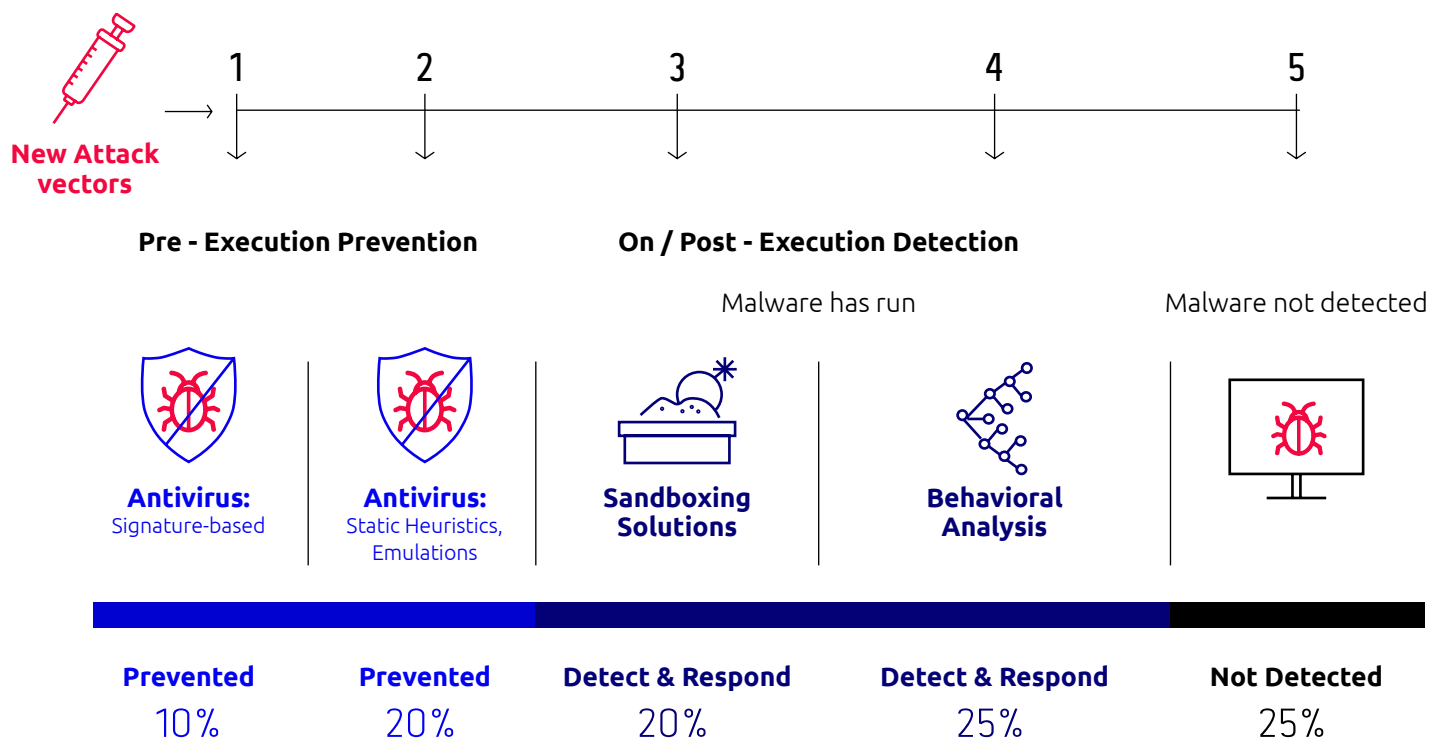 1
2
3
4
5
New Attack
vectors
Pre - Execution Prevention
On / Post - Execution Detection
Malware has run
Malware not detected
Antivirus:
Signature-based
Antivirus:
Static Heuristics,
Emulations
Sandboxing
Solutions
Behavioral
Analysis
Prevented
10%
Prevented
20%
Detect & Respond
20%
Detect & Respond
25%
Not Detected
25%